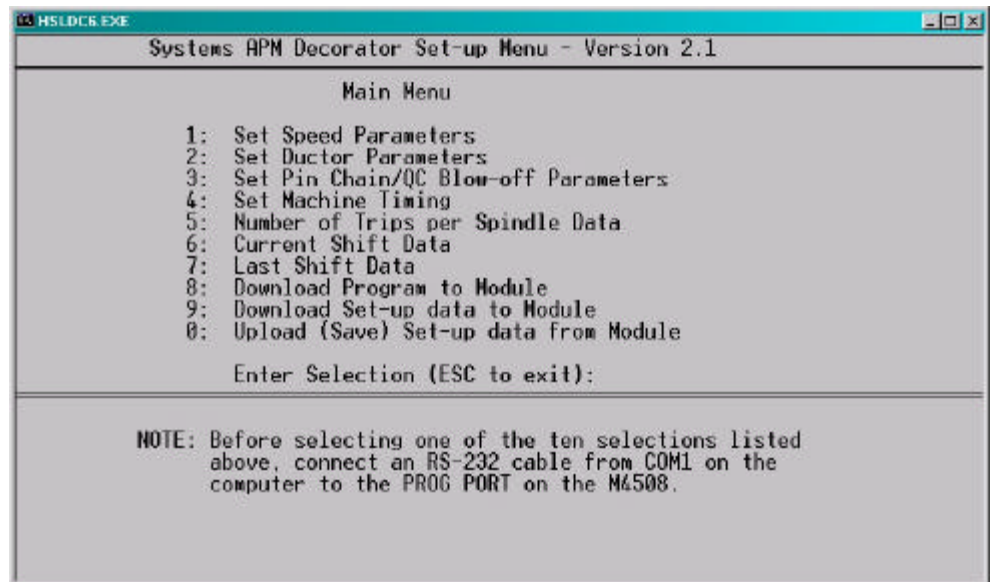 HSLDC6.EXE
Systems APM Decorator Set-up Menu - Version 2.1
Main Menu
1: Set Speed Parameters
2: Set Ductor Parameters
3: Set Pin Chain/QC Blow-off Parameters
4: Set Machine Timing
5: Number of Trips per Spindle Data
6: Current Shift Data
7: Last Shift Data
8: Download Program to Module
9: Download Set-up data to Module
0: Upload (Save) Set-up data from Module
Enter Selection (ESC to exit):
NOTE: Before selecting one of the ten selections listed
above, connect an RS-232 cable from COM1 on the
computer to the PROG PORT on the M4508.